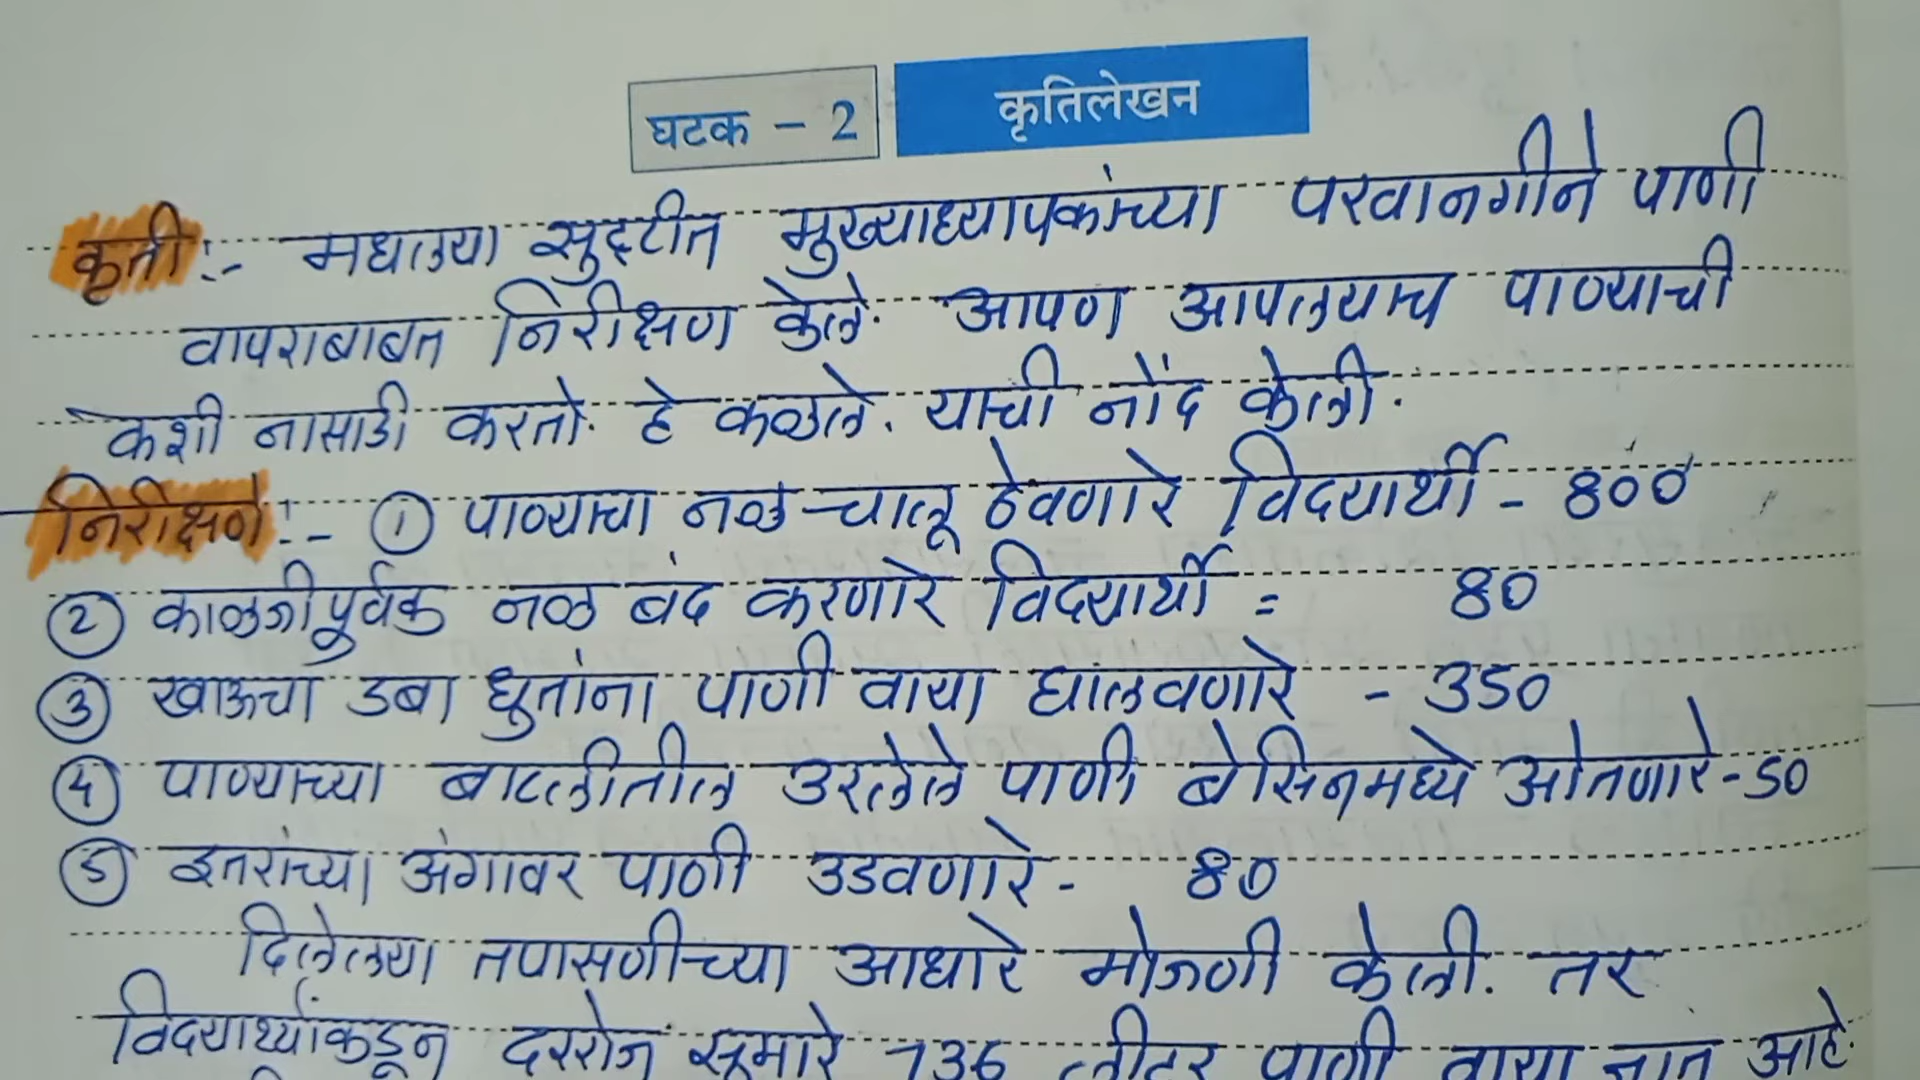 घटक - 2 कृतिलेखन
कृती :- मधल्या सुट्टीत मुख्याध्यापकांच्या परवानगीने पाणी
वापराबाबत निरीक्षण केले. आपण आपल्याच पाण्याची
कशी नासाडी करतो. हे कळले. याची नोंद केली.
निरीक्षणे :- ① पाण्याचा नळ चालू ठेवणारे विद्यार्थी - 800
② काळजीपूर्वक नळ बंद करणारे विद्यार्थी = 80
③ खाऊचा डबा धुतांना पाणी वाया घालवणारे - 350
④ पाण्याच्या बाटलीतील उरलेले पाणी बेसिनमध्ये ओतणारे - 50
⑤ इतरांच्या अंगावर पाणी उडवणारे - 80
दिलेल्या तपासणीच्या आधारे मोजणी केली. तर
विद्यार्थ्यांकडून दररोज सूमारे 736 लीटर पाणी वाया जात आहे.